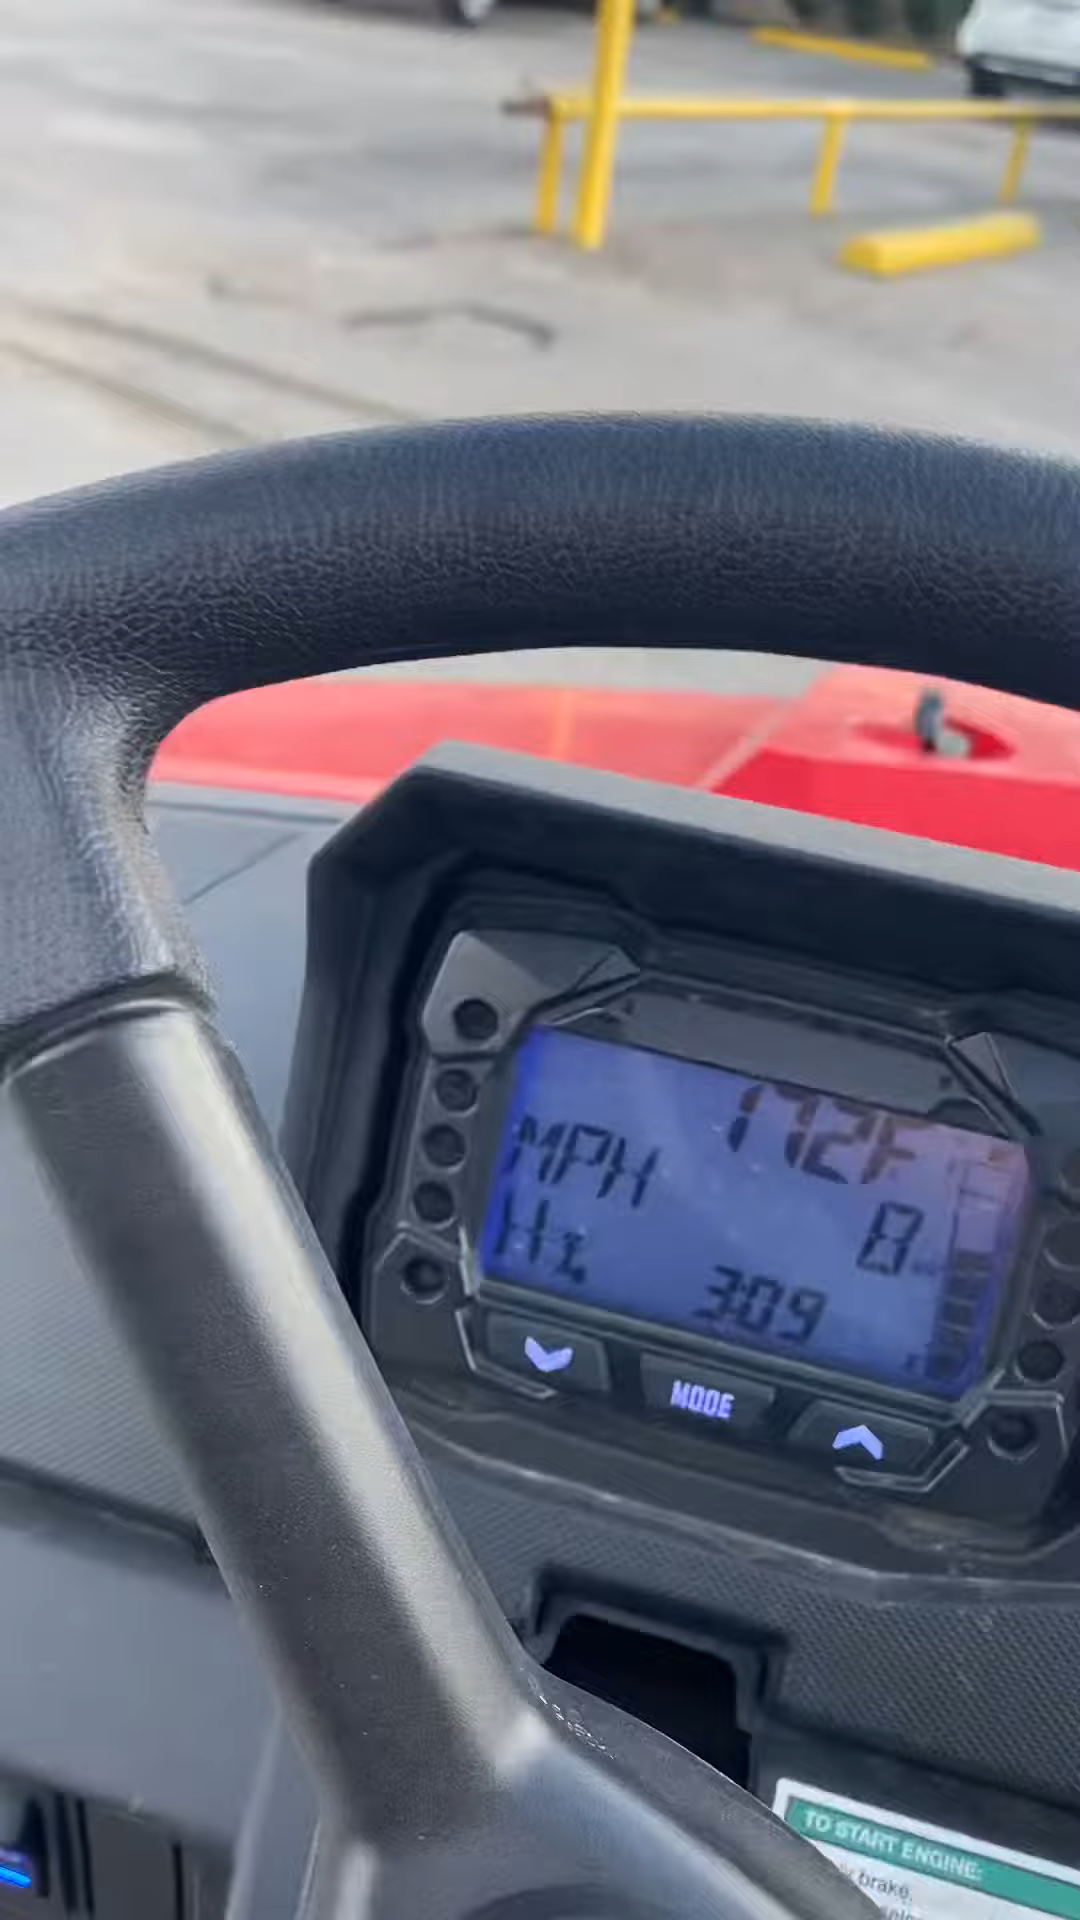 172F
MPH
8
Hi
3:09
MODE
TO START ENGINE:
brake,